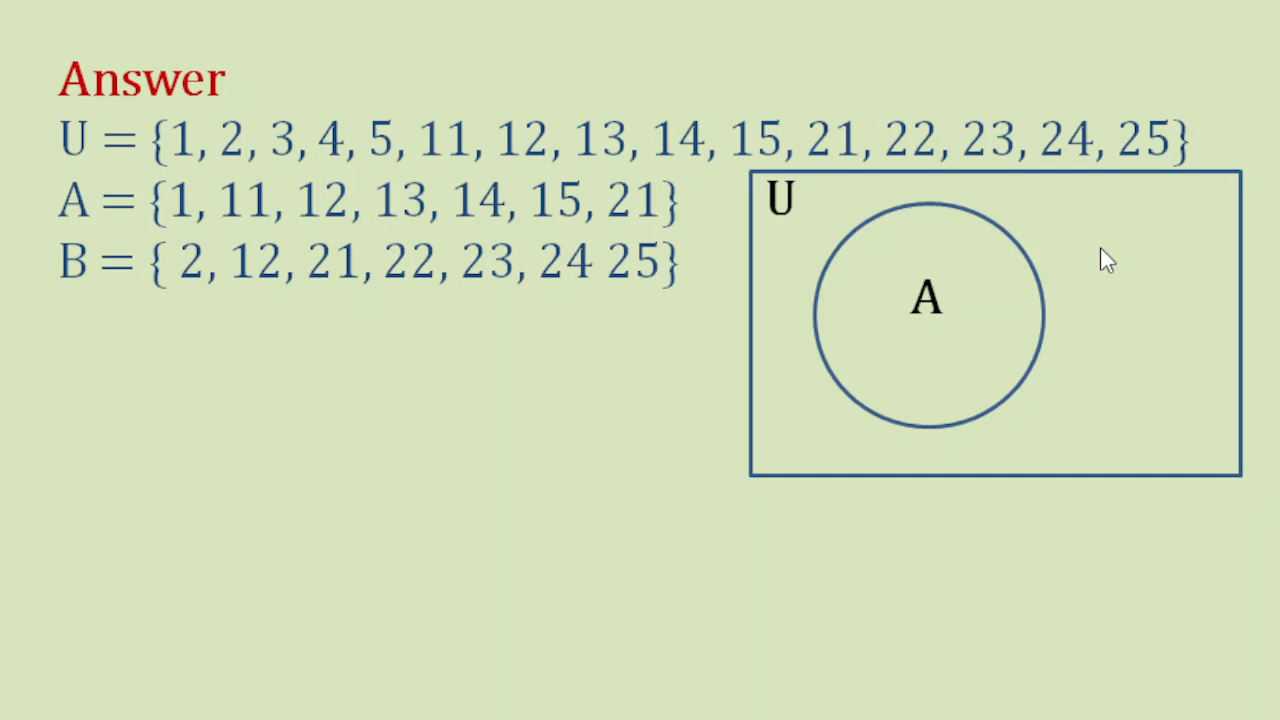 Answer
U = {1, 2, 3, 4, 5, 11, 12, 13, 14, 15, 21, 22, 23, 24, 25}
A = {1, 11, 12, 13, 14, 15, 21}
B = { 2, 12, 21, 22, 23, 24 25}
U
A